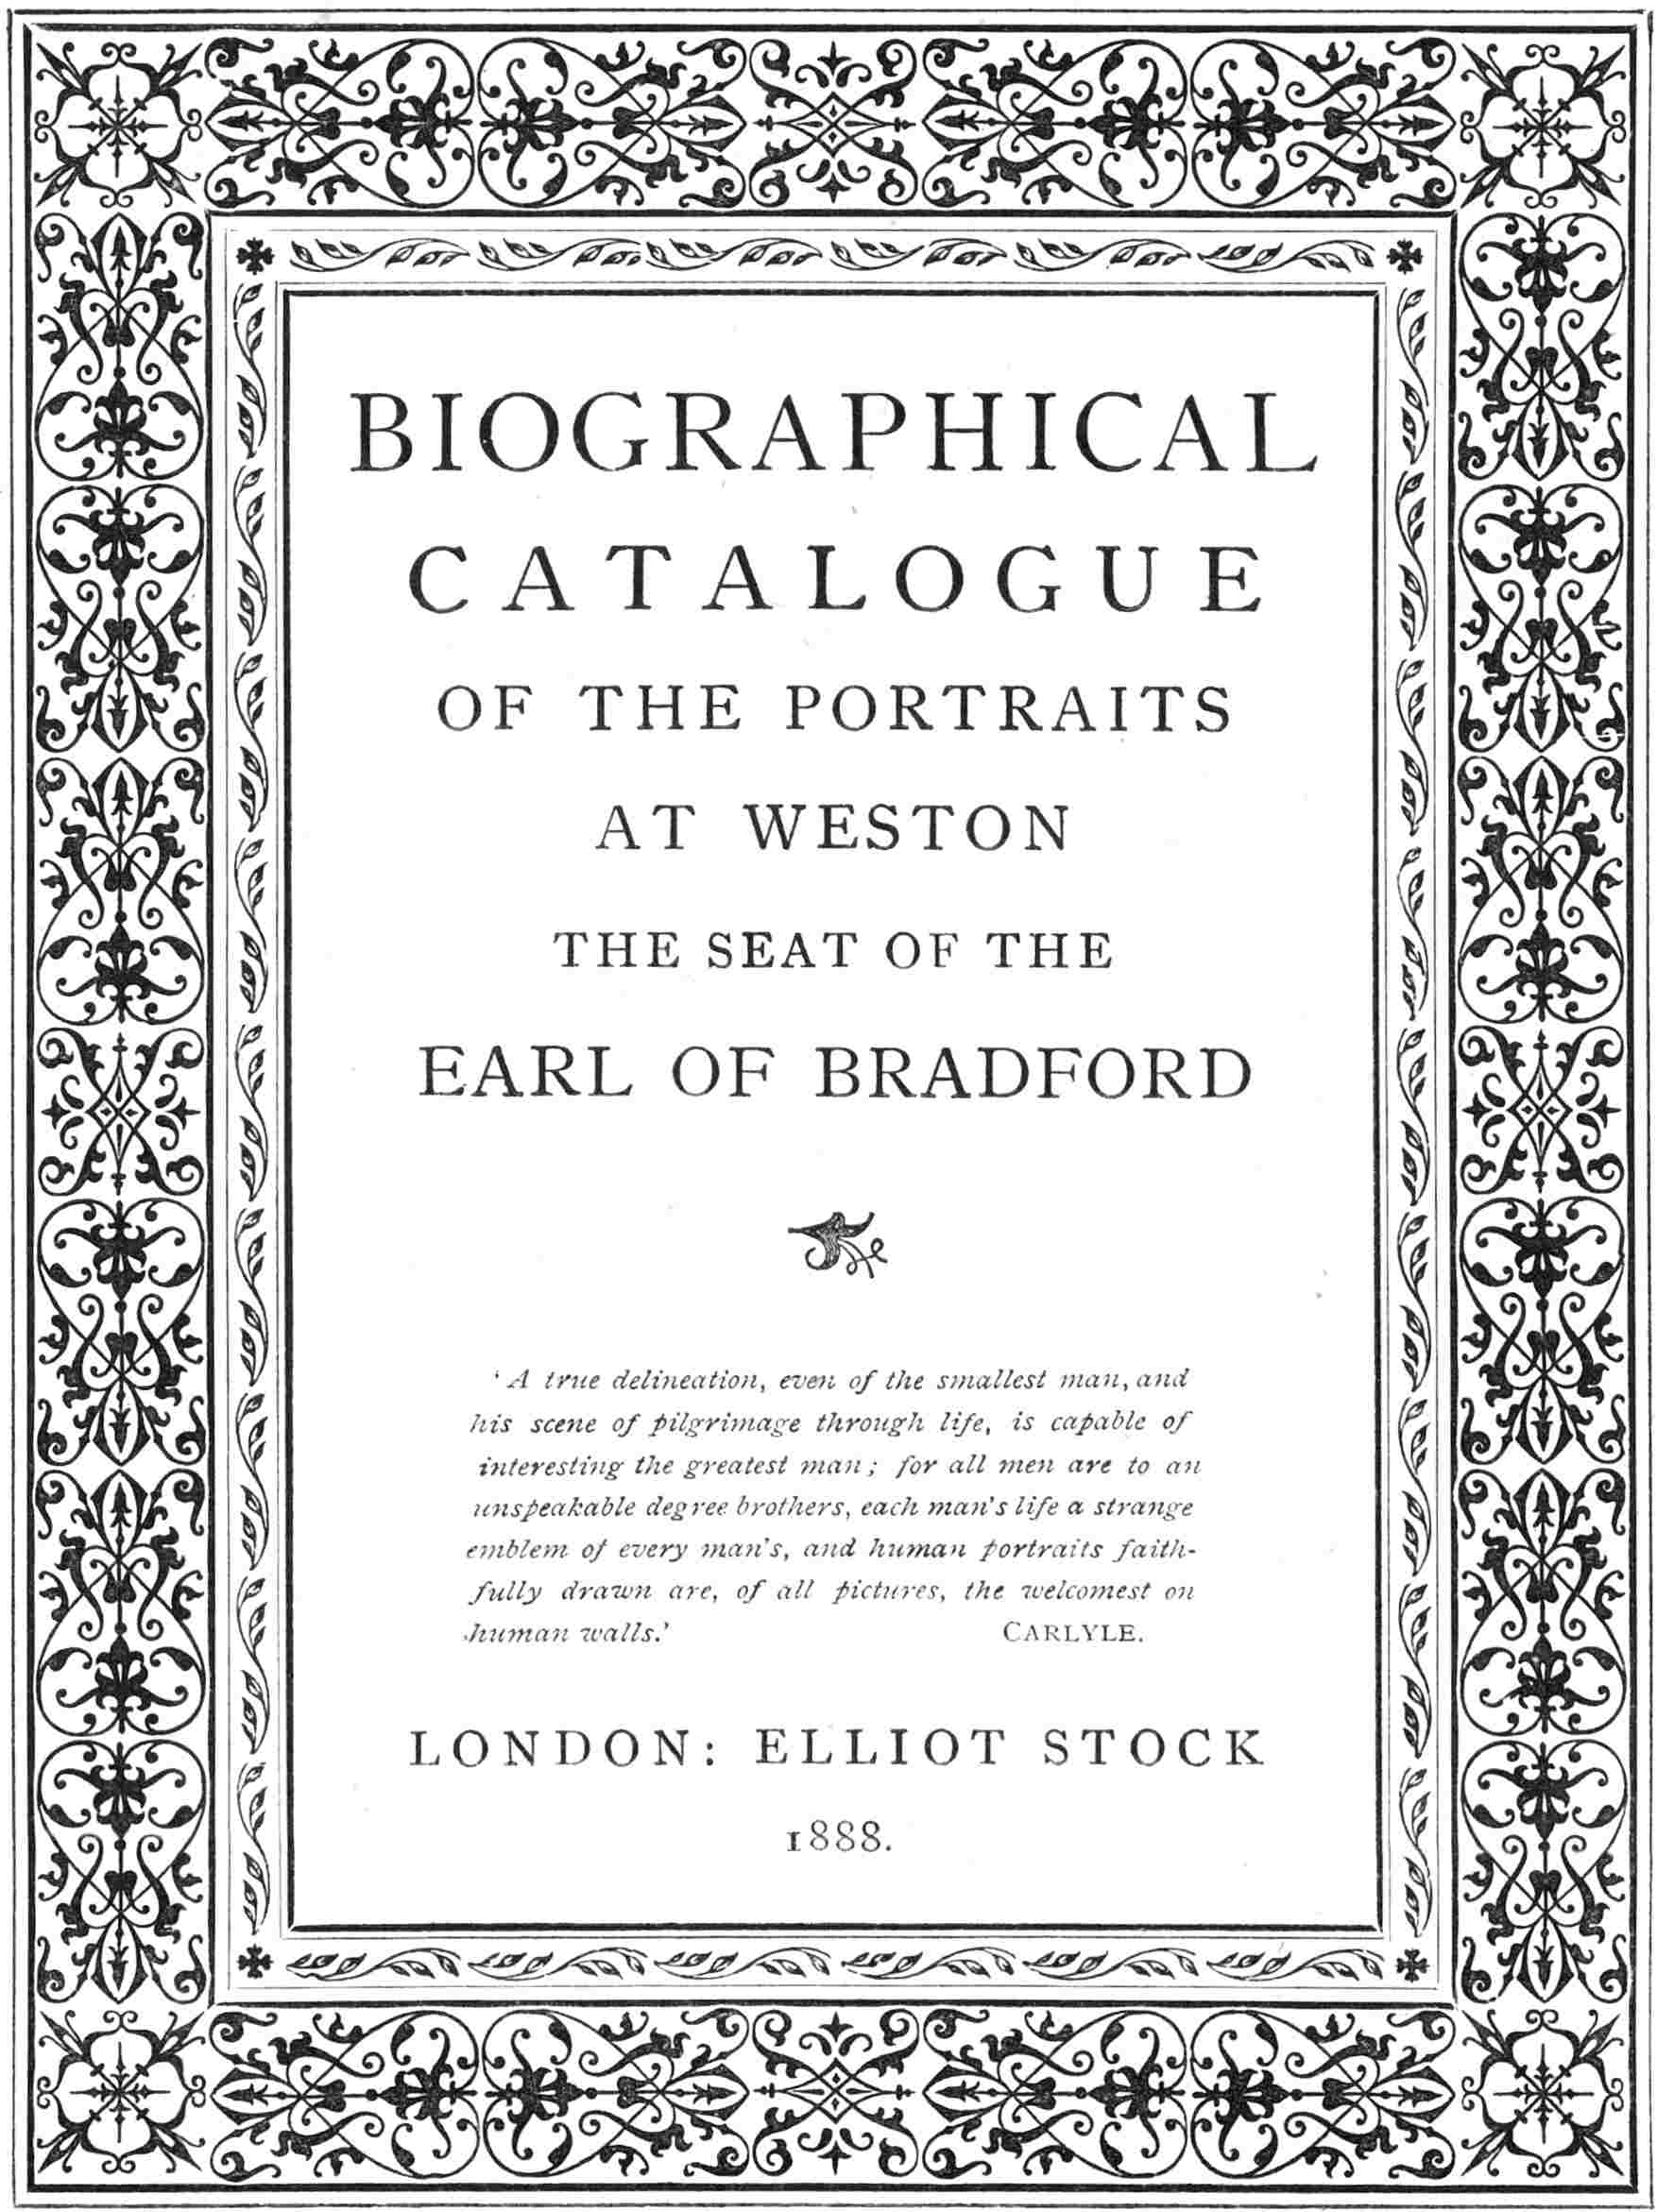 BIOGRAPHICAL
CATALOGUE
OF THE PORTRAITS
AT WESTON
THE SEAT OF THE
EARL OF BRADFORD
‘A true delineation, even of the smallest man, and
his scene of pilgrimage through life, is capable of
interesting the greatest man; for all men are to an
unspeakable degree brothers, each man's life a strange
emblem of every man's, and human portraits faith-
fully drawn are, of all pictures, the welcomest on
human walls.’ CARLYLE.
LONDON: ELLIOT STOCK
1888.